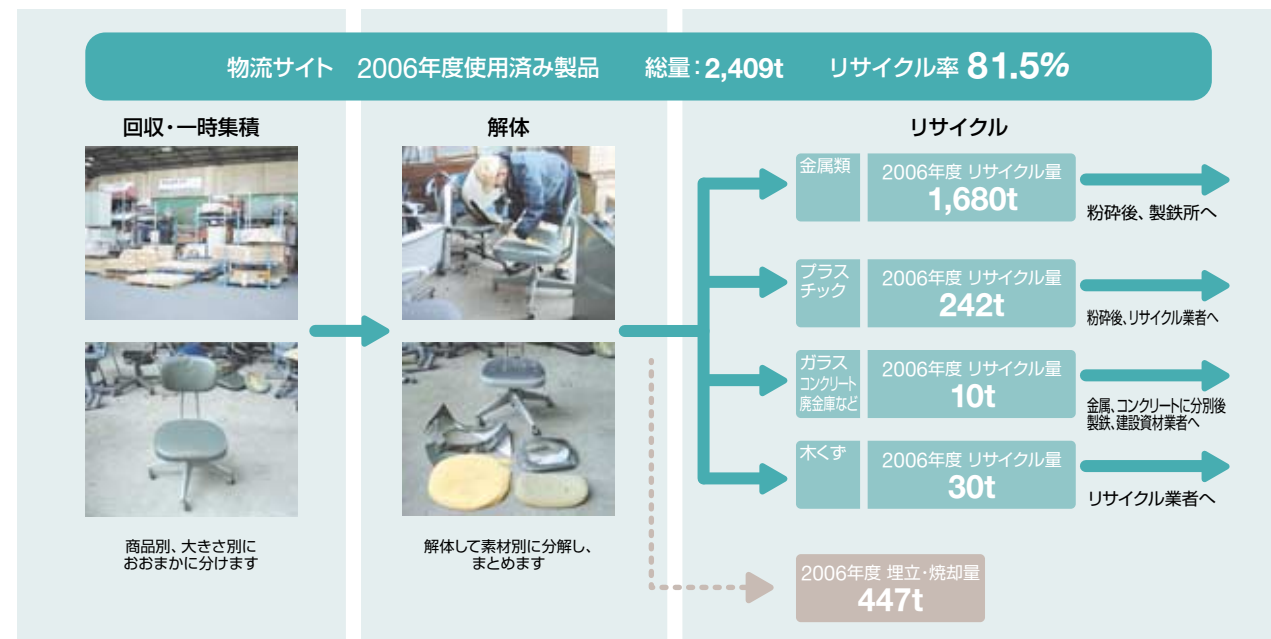 物流サイト 2006年度使用済み製品 総量：2,409t リサイクル率 81.5%
回収・一時集積
商品別、大きさ別に
おおまかに分けます
解体
解体して素材別に分解し、
まとめます
リサイクル
金属類
2006年度 リサイクル量
1,680t
粉砕後、製鉄所へ
プラス
チック
2006年度 リサイクル量
242t
粉砕後、リサイクル業者へ
ガラス
コンクリート
廃金庫など
2006年度 リサイクル量
10t
金属、コンクリートに分別後
製鉄、建設資材業者へ
木くず
2006年度 リサイクル量
30t
リサイクル業者へ
2006年度 埋立・焼却量
447t